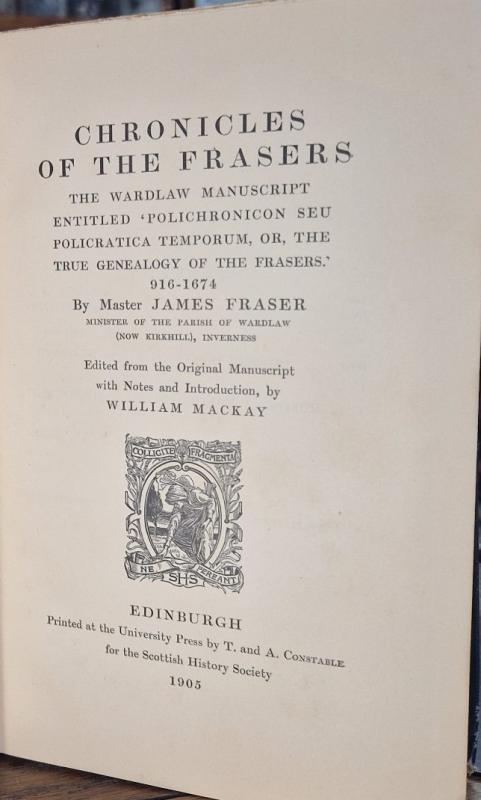 CHRONICLES
OF THE FRASERS
THE WARDLAW MANUSCRIPT
ENTITLED ‘POLICHRONICON SEU
POLICRATICA TEMPORUM, OR, THE
TRUE GENEALOGY OF THE FRASERS.’
916-1674
By Master JAMES FRASER
MINISTER OF THE PARISH OF WARDLAW
(NOW KIRKHILL), INVERNESS
Edited from the Original Manuscript
with Notes and Introduction, by
WILLIAM MACKAY
COLLIGITE FRAGMENTA
NE PEREANT
SHS
EDINBURGH
Printed at the University Press by T. and A. CONSTABLE
for the Scottish History Society
1905